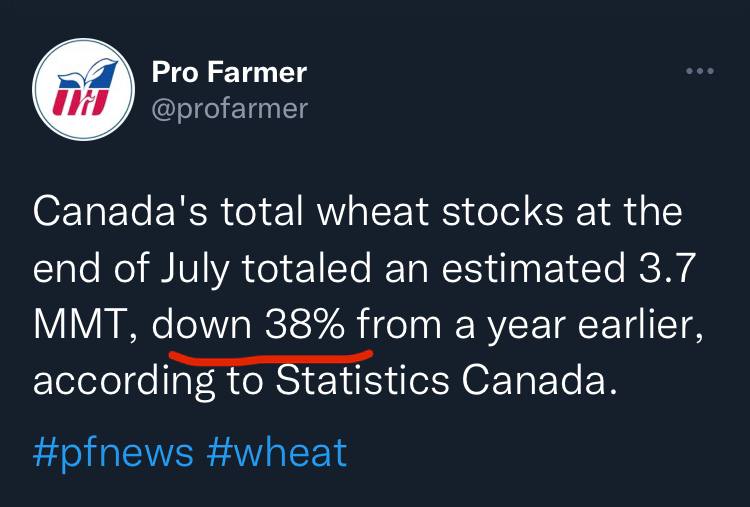 Pro Farmer
@profarmer
Canada's total wheat stocks at the
end of July totaled an estimated 3.7
MMT, down 38% from a year earlier,
according to Statistics Canada.
#pfnews #wheat